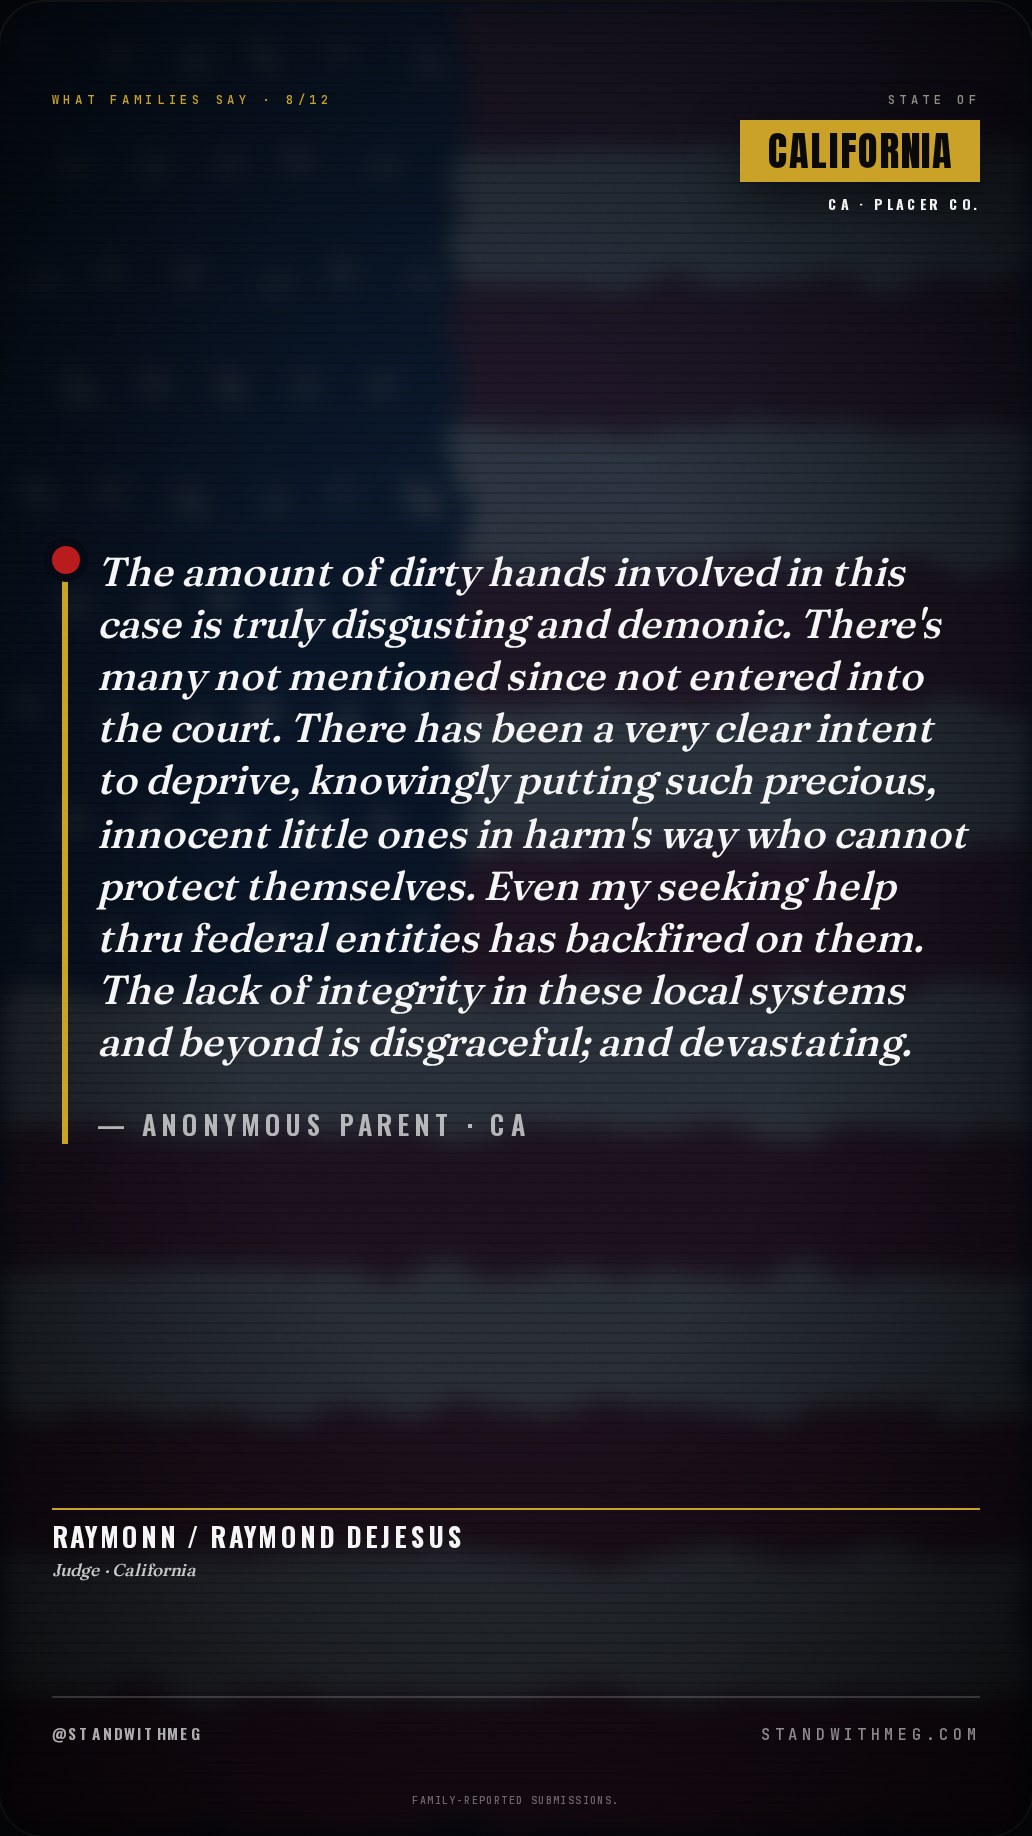 WHAT FAMILIES SAY · 8/12
STATE OF
CALIFORNIA
CA · PLACER CO.
The amount of dirty hands involved in this
case is truly disgusting and demonic. There's
many not mentioned since not entered into
the court. There has been a very clear intent
to deprive, knowingly putting such precious,
innocent little ones in harm's way who cannot
protect themselves. Even my seeking help
thru federal entities has backfired on them.
The lack of integrity in these local systems
and beyond is disgraceful; and devastating.
— ANONYMOUS PARENT · CA
RAYMONN / RAYMOND DEJESUS
Judge · California
@STANDWITHMEG
STANDWITHMEG.COM
FAMILY-REPORTED SUBMISSIONS.